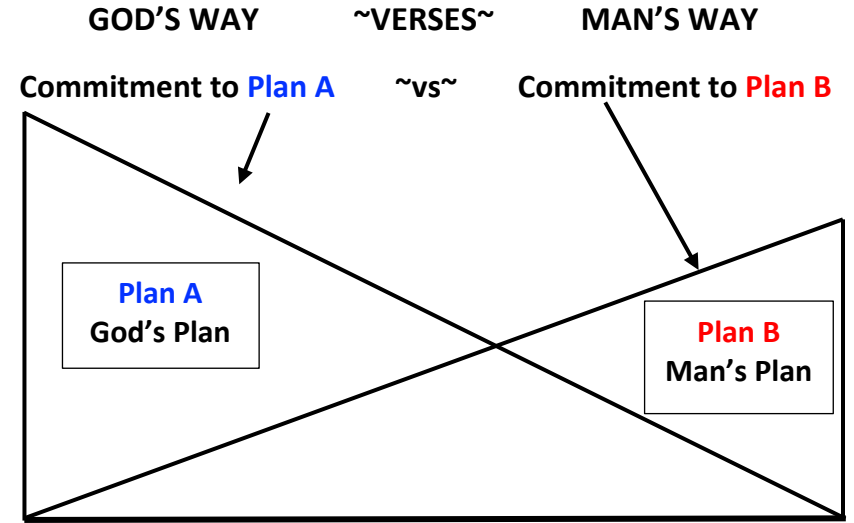 GOD’S WAY ~VERSES~ MAN’S WAY
Commitment to Plan A ~vs~ Commitment to Plan B
Plan A
God’s Plan
Plan B
Man’s Plan